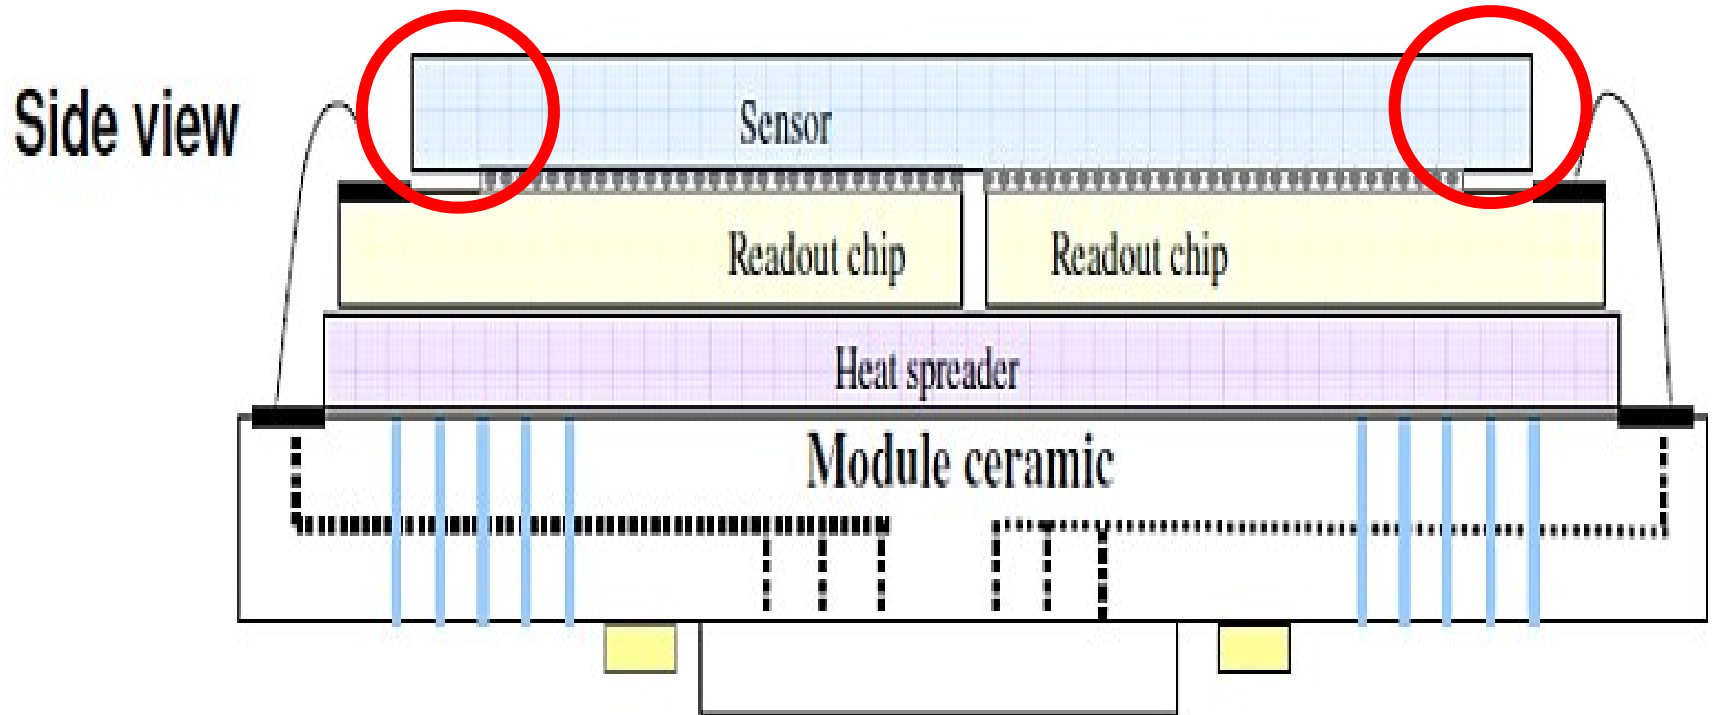 Side view
Sensor
Readout chip
Readout chip
Heat spreader
Module ceramic